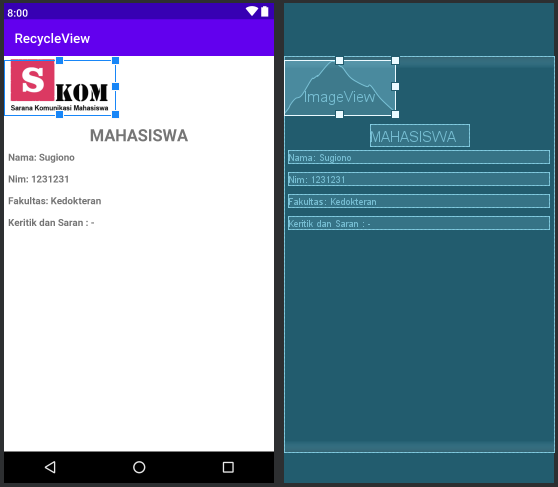 8:00
RecycleView
S
KOM
Sarana Komunikasi Mahasiswa
MAHASISWA
Nama: Sugiono
Nim: 1231231
Fakultas: Kedokteran
Keritik dan Saran : -
ImageView
MAHASISWA
Nama: Sugiono
Nim: 1231231
Fakultas: Kedokteran
Keritik dan Saran : -